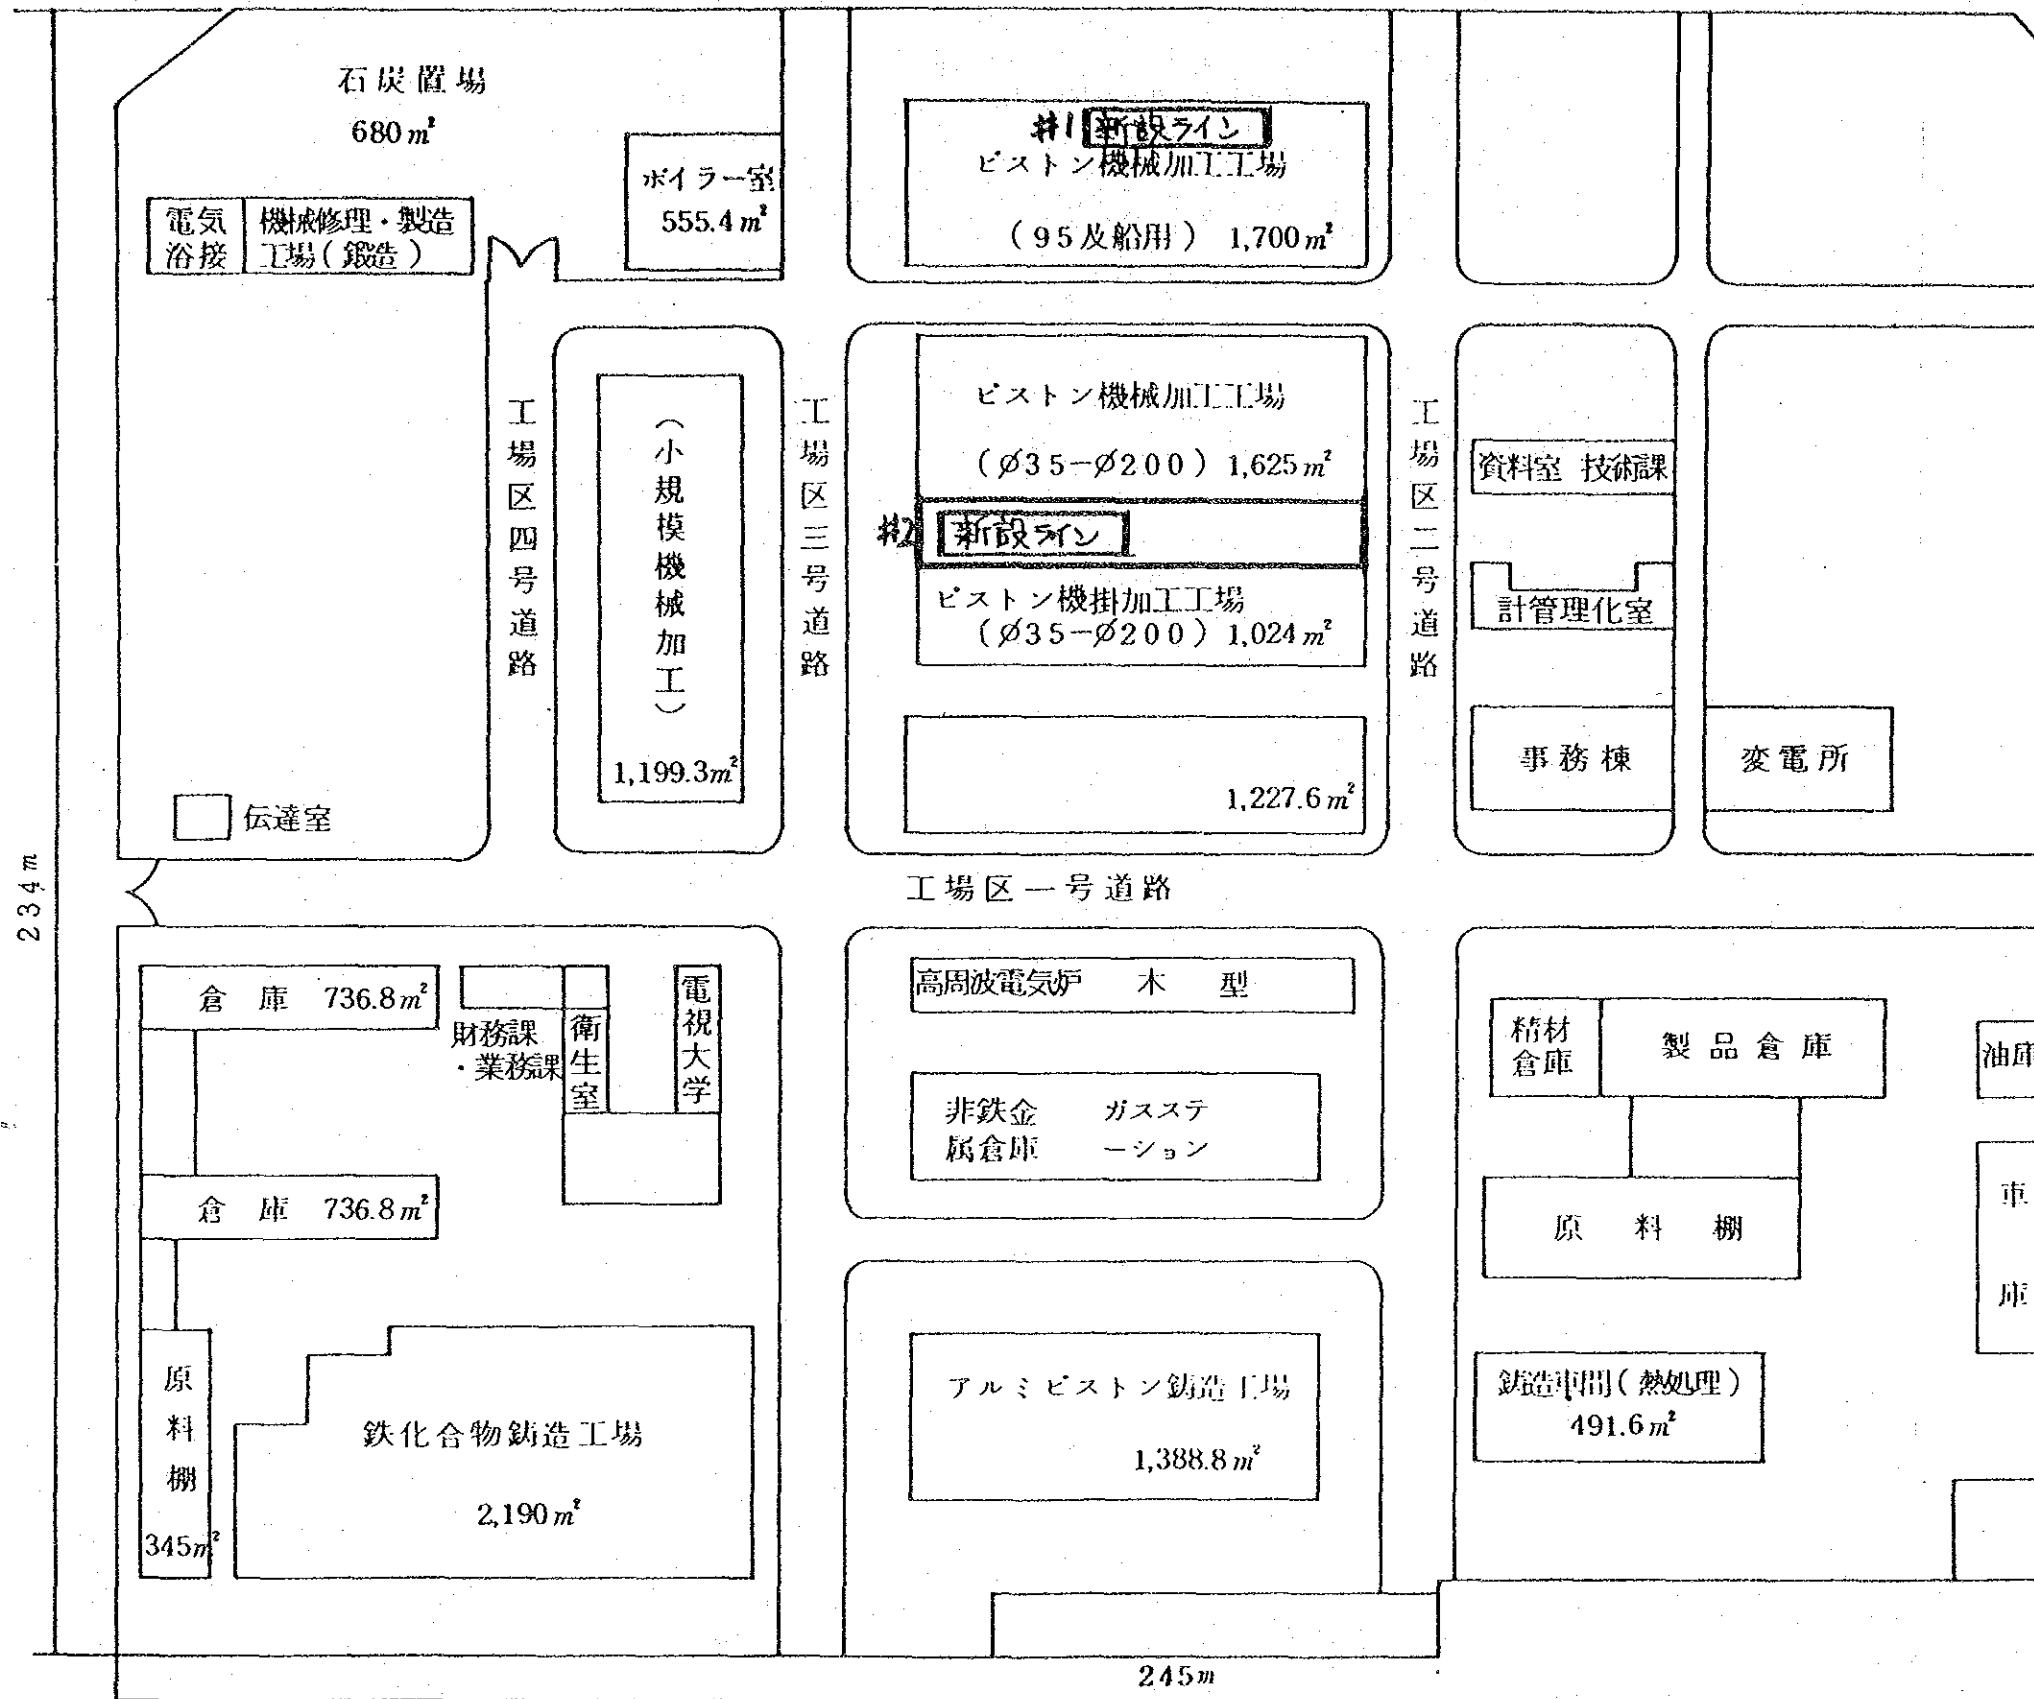 石炭置場
680m²
ボイラー室
555.4m²
電気
浴接
機械修理・製造
工場(鍛造)
#1 新設ライン
ピストン機械加工工場
(95及船用) 1,700m²
ピストン機械加工工場
(Ø35-Ø200) 1,625m²
#2 新設ライン
ピストン機掛加工工場
(Ø35-Ø200) 1,024m²
1,227.6m²
工場区四号道路
(小規模機械加工)
1,199.3m²
工場区三号道路
工場区二号道路
資料室 技術課
計管理化室
事務棟
変電所
伝達室
234m
工場区一号道路
倉庫 736.8m²
財務課
・業務課
衛生室
電視大学
倉庫 736.8m²
原料棚
345m²
鉄化合物鋳造工場
2,190m²
高周波電気炉 木型
非鉄金
属倉庫
ガスステ
ーション
アルミピストン鋳造工場
1,388.8m²
精材
倉庫
製品倉庫
油庫
原料棚
車庫
鋳造車間(熱処理)
491.6m²
245m